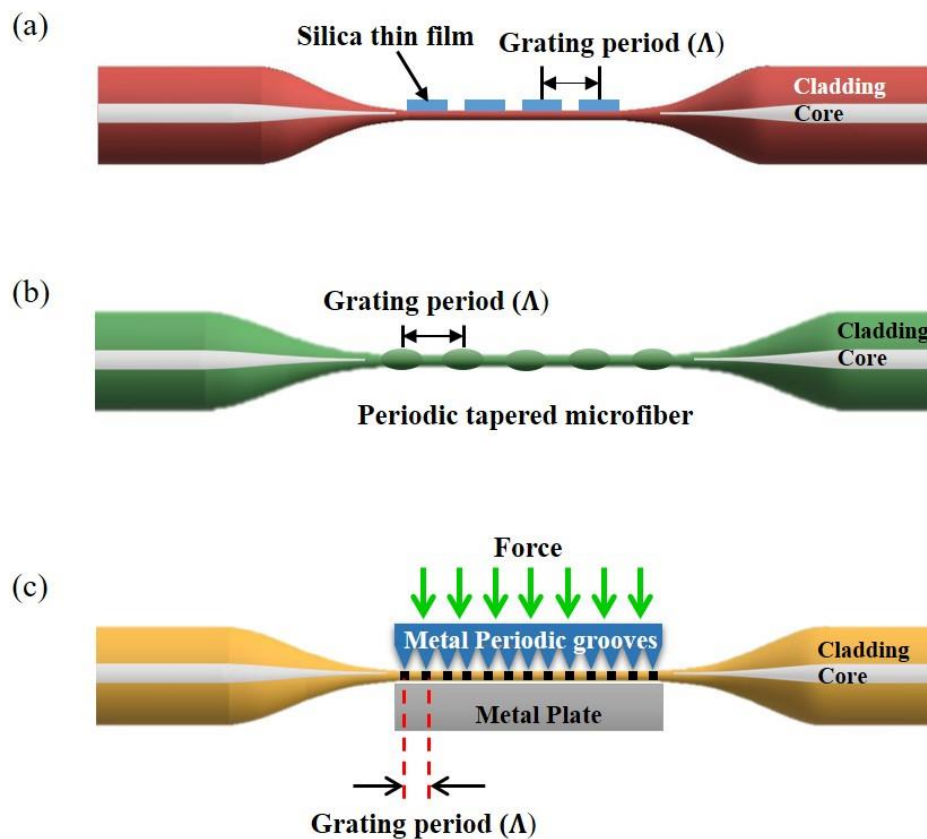 (a)
Silica thin film
Grating period (Λ)
Cladding
Core
(b)
Grating period (Λ)
Cladding
Core
Periodic tapered microfiber
(c)
Force
Metal Periodic grooves
Cladding
Core
Metal Plate
Grating period (Λ)